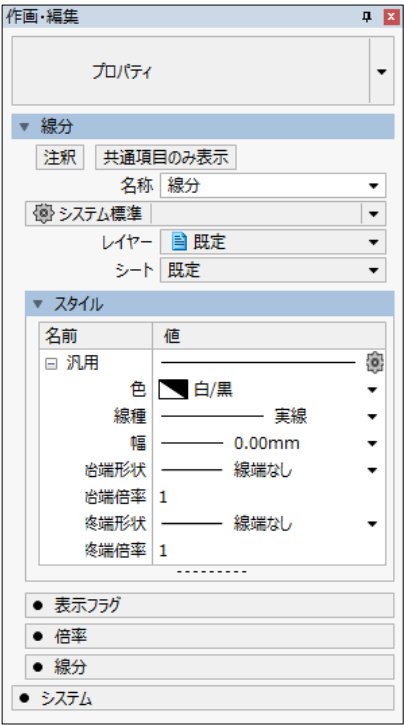 作画・編集
プロパティ
線分
注釈 共通項目のみ表示
名称 線分
システム標準
レイヤー 既定
シート 既定
スタイル
名前 値
汎用
色 白/黒
線種 実線
幅 0.00mm
始端形状 線端なし
始端倍率 1
終端形状 線端なし
終端倍率 1
表示フラグ
倍率
線分
システム